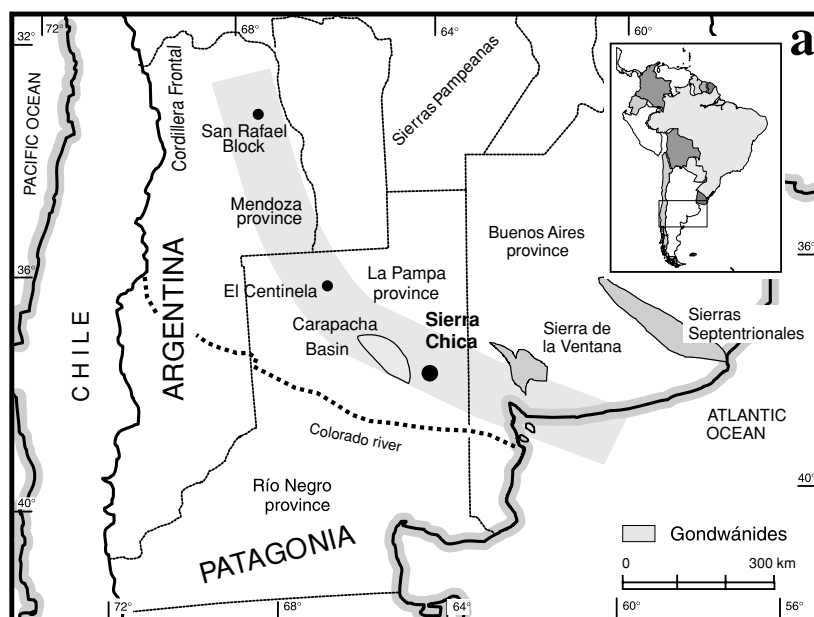 72°
68°
64°
60°
a
32°
PACIFIC OCEAN
Cordillera Frontal
Sierras Pampeanas
San Rafael
Block
Mendoza
province
Buenos Aires
province
36°
36°
ARGENTINA
El Centinela
La Pampa
province
Carapacha
Basin
Sierra
Chica
Sierra de
la Ventana
Sierras
Septentrionales
CHILE
Colorado river
ATLANTIC
OCEAN
Río Negro
province
40°
40°
PATAGONIA
Gondwánides
0
300 km
72°
68°
64
60°
56°